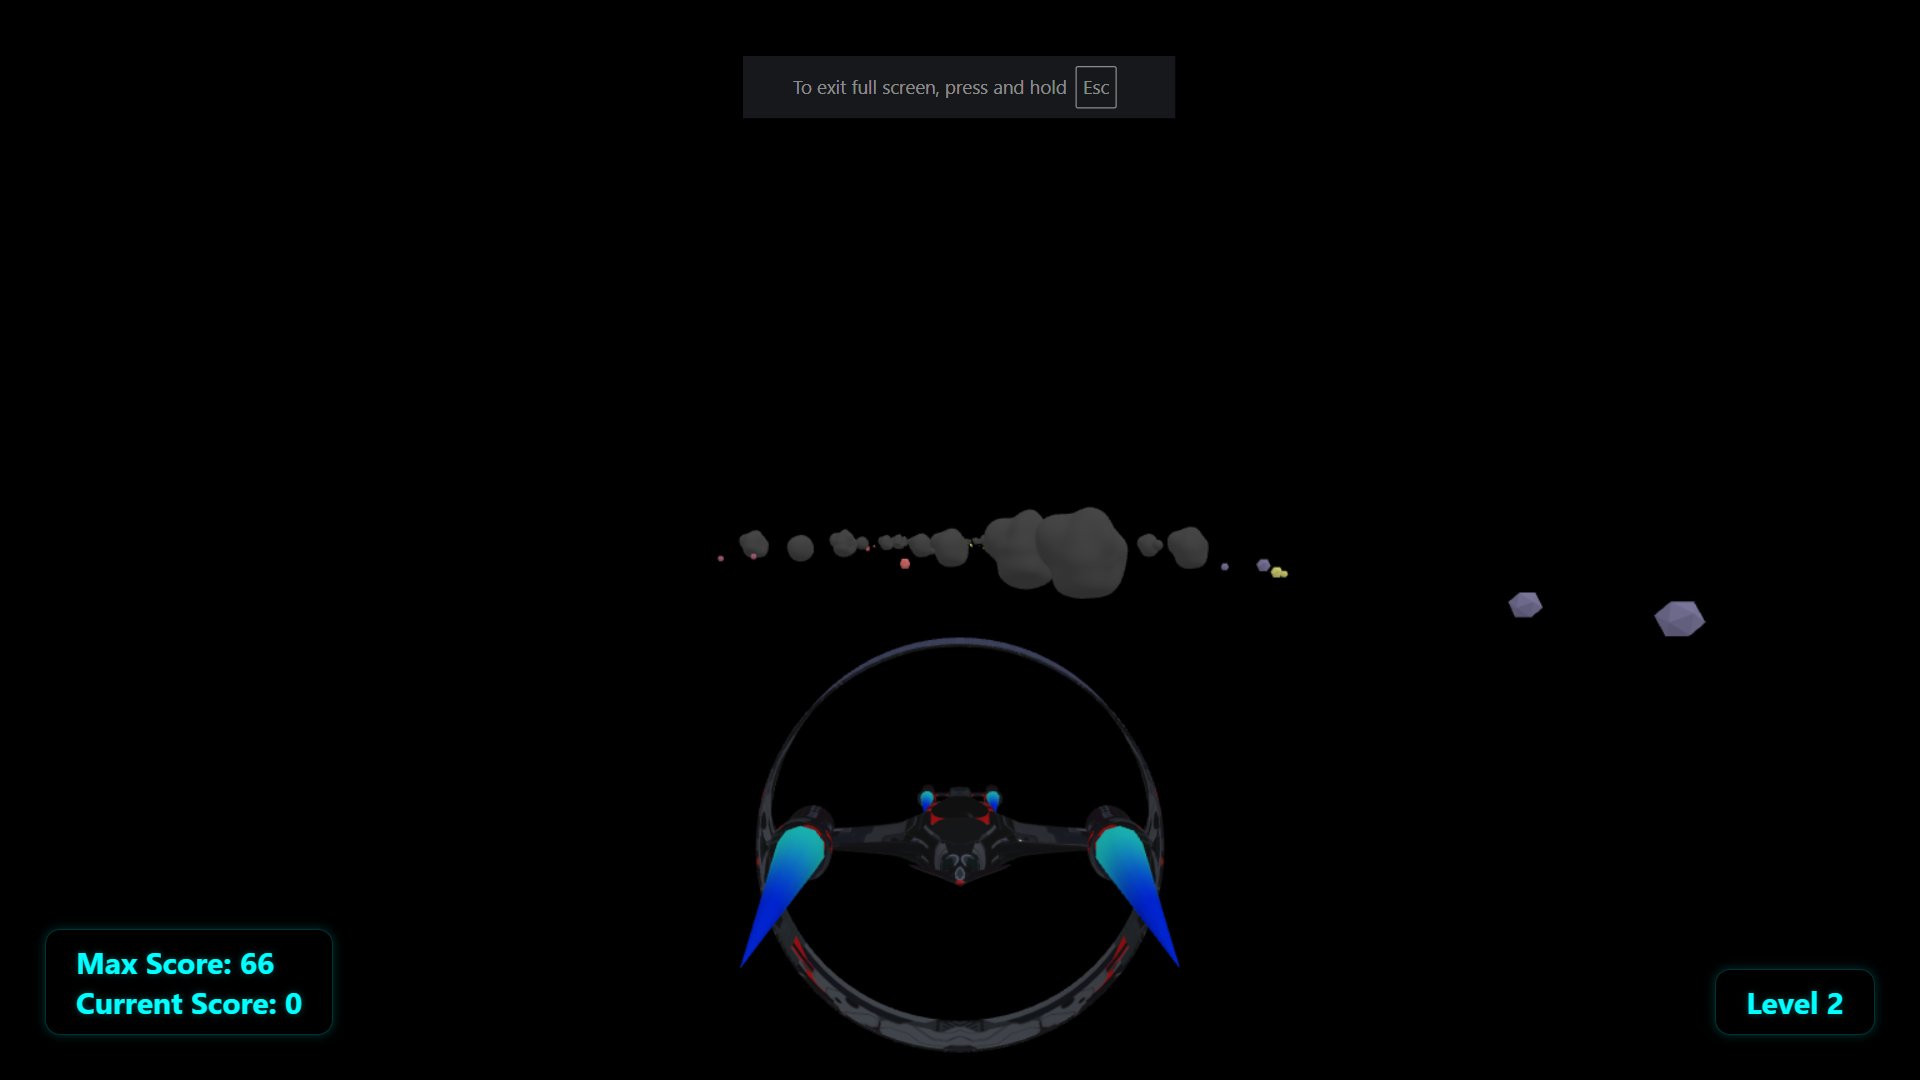 To exit full screen, press and hold Esc
Max Score: 66
Current Score: 0
Level 2